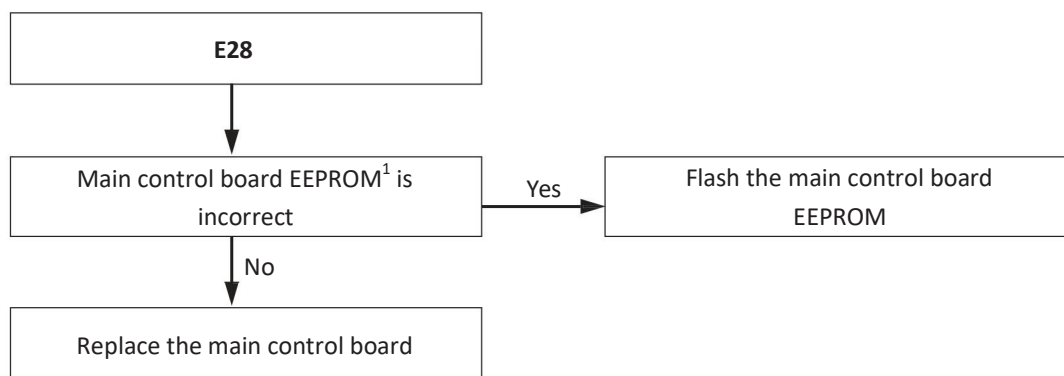 E28
Main control board EEPROM¹ is
incorrect
Yes
Flash the main control board
EEPROM
No
Replace the main control board